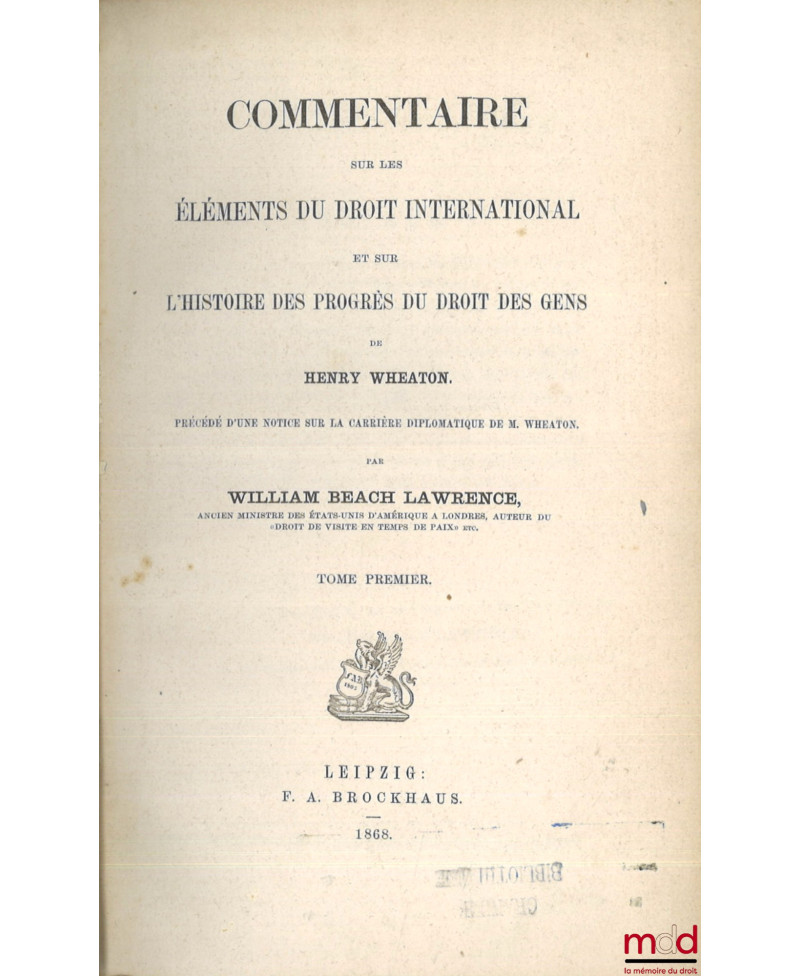 COMMENTAIRE
SUR LES
ÉLÉMENTS DU DROIT INTERNATIONAL
ET SUR
L'HISTOIRE DES PROGRÈS DU DROIT DES GENS
DE
HENRY WHEATON.
PRÉCÉDÉ D'UNE NOTICE SUR LA CARRIÈRE DIPLOMATIQUE DE M. WHEATON.
PAR
WILLIAM BEACH LAWRENCE,
ANCIEN MINISTRE DES ÉTATS-UNIS D'AMÉRIQUE A LONDRES, AUTEUR DU
«DROIT DE VISITE EN TEMPS DE PAIX» ETC.
TOME PREMIER.
LEIPZIG:
F. A. BROCKHAUS.
1868.
mdd
la mémoire du droit